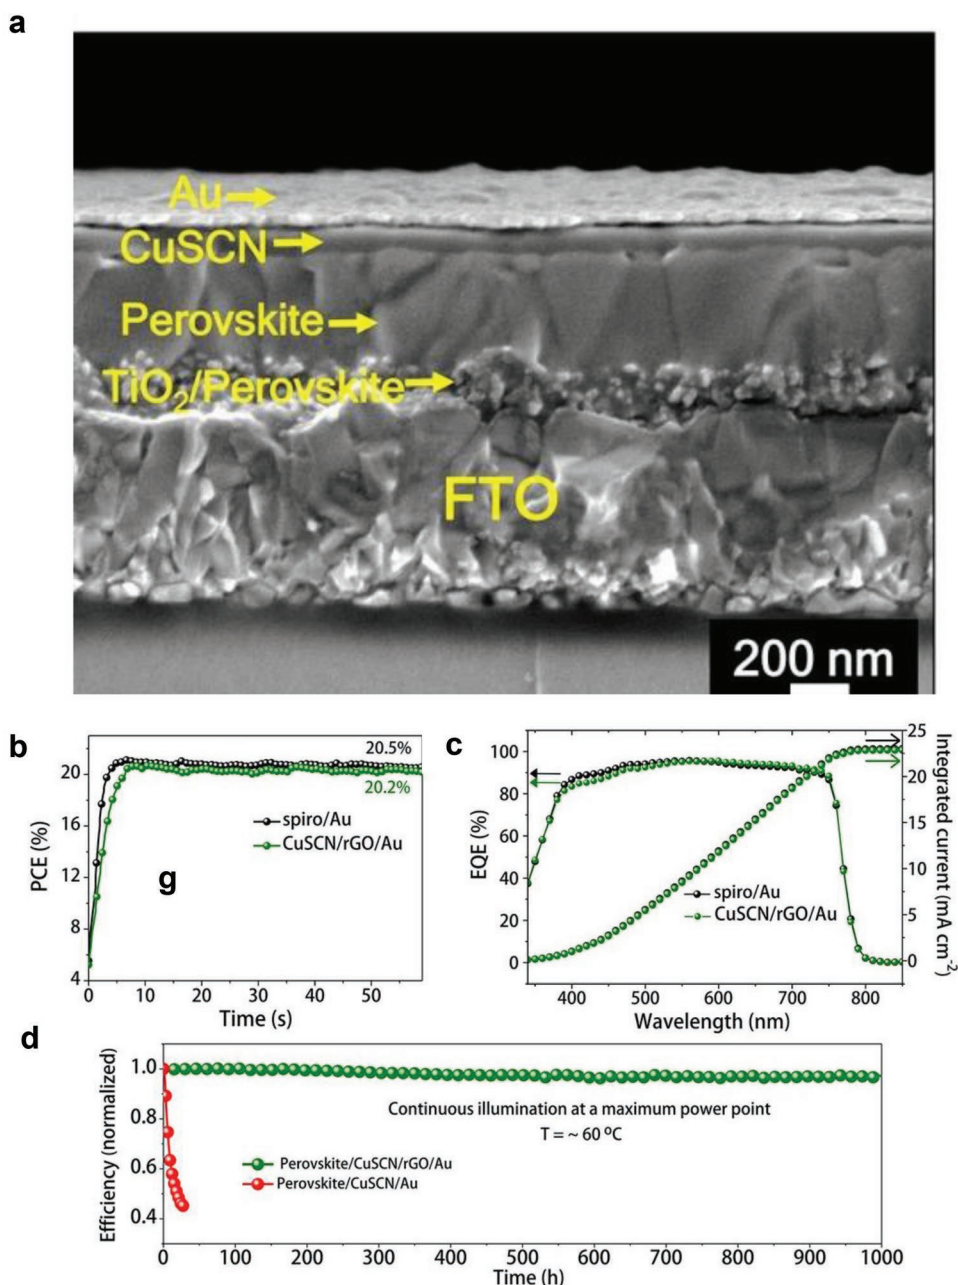 a
Au
CuSCN
Perovskite
TiO₂/Perovskite
FTO
200 nm
b
20.5%
20.2%
spiro/Au
CuSCN/rGO/Au
g
PCE (%)
20
16
12
8
4
0 10 20 30 40 50
Time (s)
c
EQE (%)
100
80
60
40
20
0
spiro/Au
CuSCN/rGO/Au
400 500 600 700 800
Wavelength (nm)
25
20
15
10
5
0
Integrated current (mA cm⁻²)
d
Efficiency (normalized)
1.0
0.8
0.6
0.4
Continuous illumination at a maximum power point
T = ~ 60 ⁰C
Perovskite/CuSCN/rGO/Au
Perovskite/CuSCN/Au
0 100 200 300 400 500 600 700 800 900 1000
Time (h)